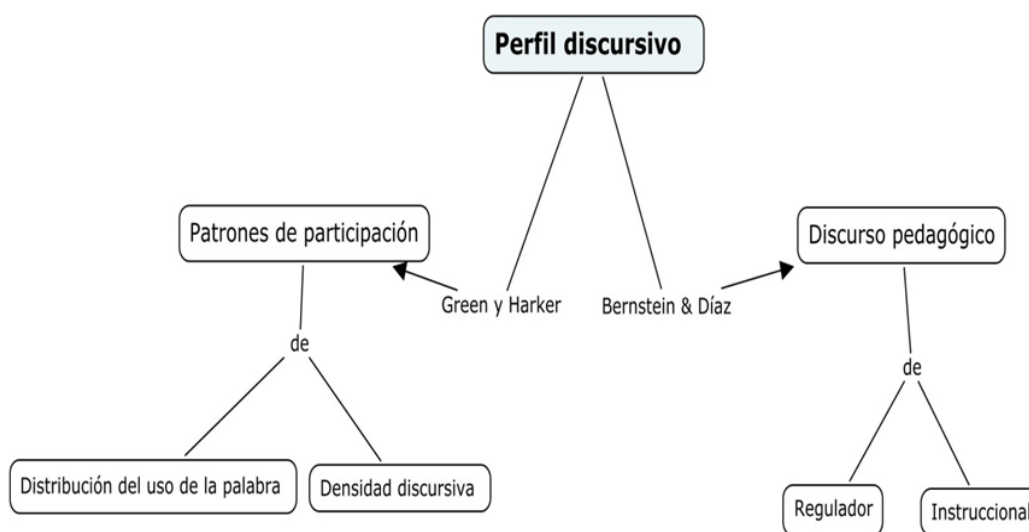 Perfil discursivo
Patrones de participación
Discurso pedagógico
Green y Harker
Bernstein & Díaz
de
de
Distribución del uso de la palabra
Densidad discursiva
Regulador
Instruccional